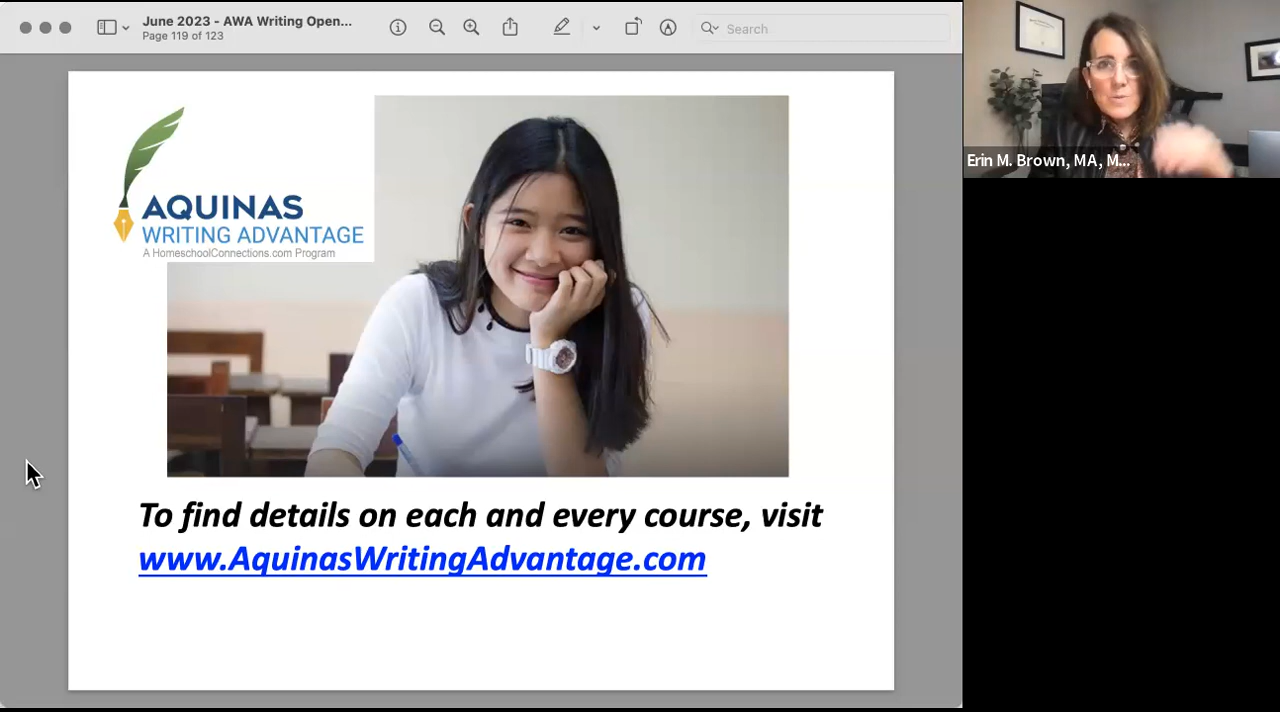 June 2023 - AWA Writing Open...
Page 119 of 123
Search
Erin M. Brown, MA, M...
AQUINAS
WRITING ADVANTAGE
A HomeschoolConnections.com Program
To find details on each and every course, visit
www.AquinasWritingAdvantage.com